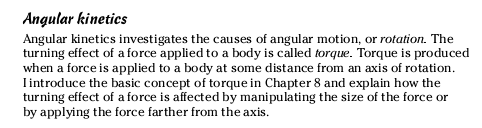 Angular kinetics
Angular kinetics investigates the causes of angular motion, or rotation. The
turning effect of a force applied to a body is called torque. Torque is produced
when a force is applied to a body at some distance from an axis of rotation.
I introduce the basic concept of torque in Chapter 8 and explain how the
turning effect of a force is affected by manipulating the size of the force or
by applying the force farther from the axis.